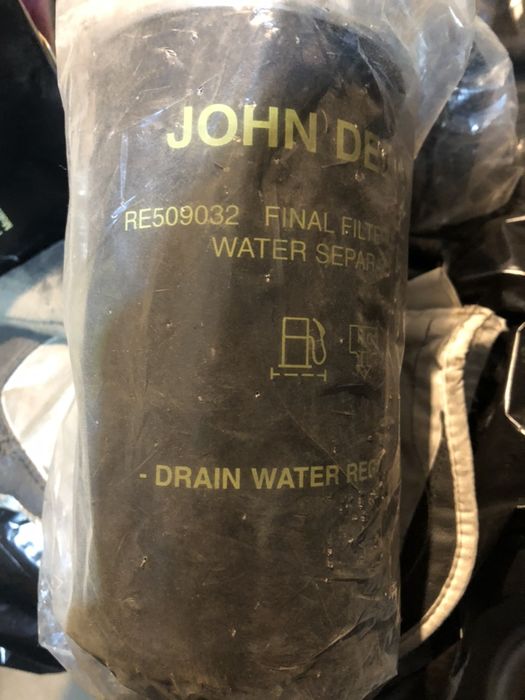 JOHN DE
RE509032 FINAL FILTE
WATER SEPAR
- DRAIN WATER REG